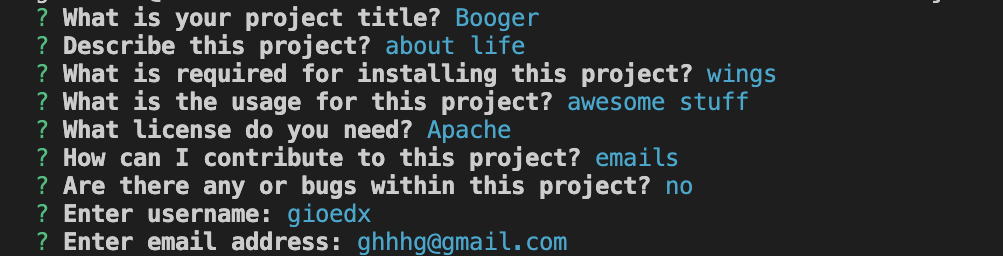 ? What is your project title? Booger
? Describe this project? about life
? What is required for installing this project? wings
? What is the usage for this project? awesome stuff
? What license do you need? Apache
? How can I contribute to this project? emails
? Are there any or bugs within this project? no
? Enter username: gioedx
? Enter email address: ghhhg@gmail.com